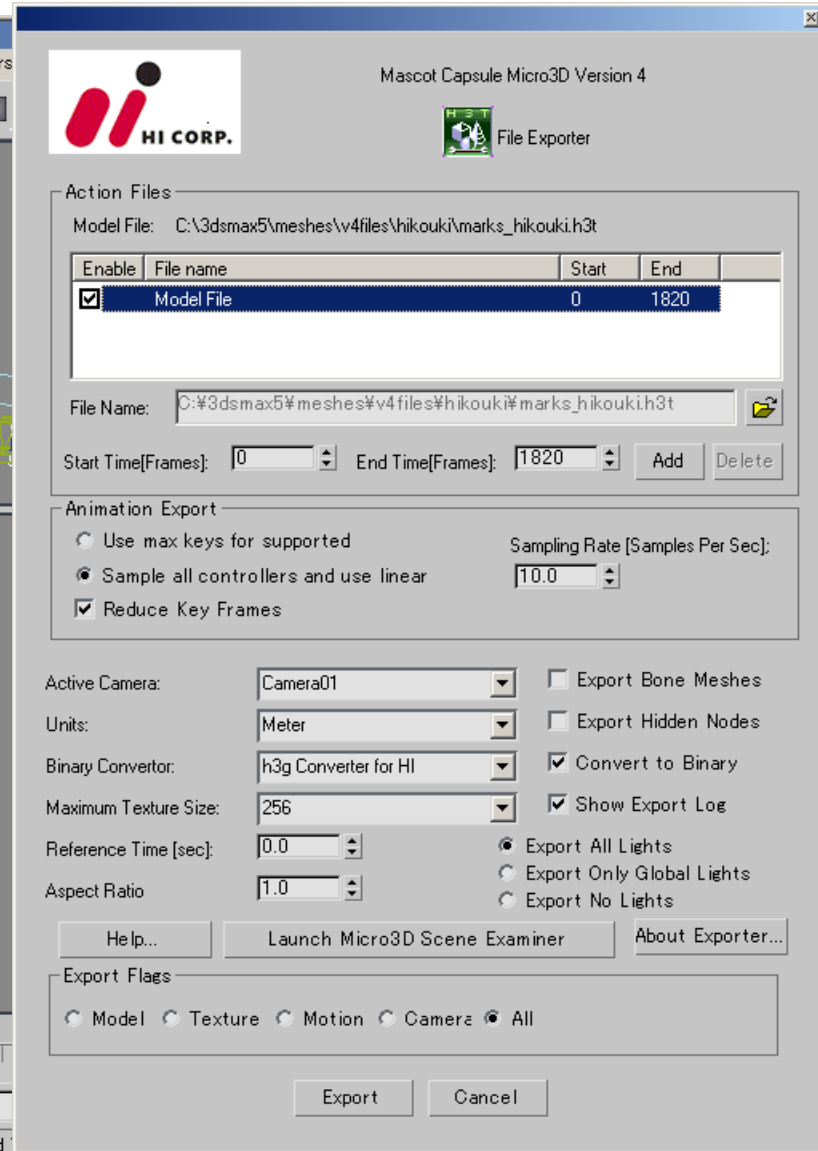 rs
HI CORP.
Mascot Capsule Micro3D Version 4
H3T
File Exporter
Action Files
Model File: C:\3dsmax5\meshes\v4files\hikouki\marks_hikouki.h3t
Enable File name Start End
Model File 0 1820
File Name: C:¥3dsmax5¥meshes¥v4files¥hikouki¥marks_hikouki.h3t
Start Time[Frames]: 0 End Time[Frames]: 1820 Add Delete
Animation Export
Use max keys for supported
Sampling Rate [Samples Per Sec];
Sample all controllers and use linear 10.0
Reduce Key Frames
Active Camera: Camera01 Export Bone Meshes
Units: Meter Export Hidden Nodes
Binary Convertor: h3g Converter for HI Convert to Binary
Maximum Texture Size: 256 Show Export Log
Reference Time [sec]: 0.0 Export All Lights
Export Only Global Lights
Aspect Ratio 1.0 Export No Lights
Help... Launch Micro3D Scene Examiner About Exporter...
Export Flags
Model Texture Motion Camera All
Export Cancel